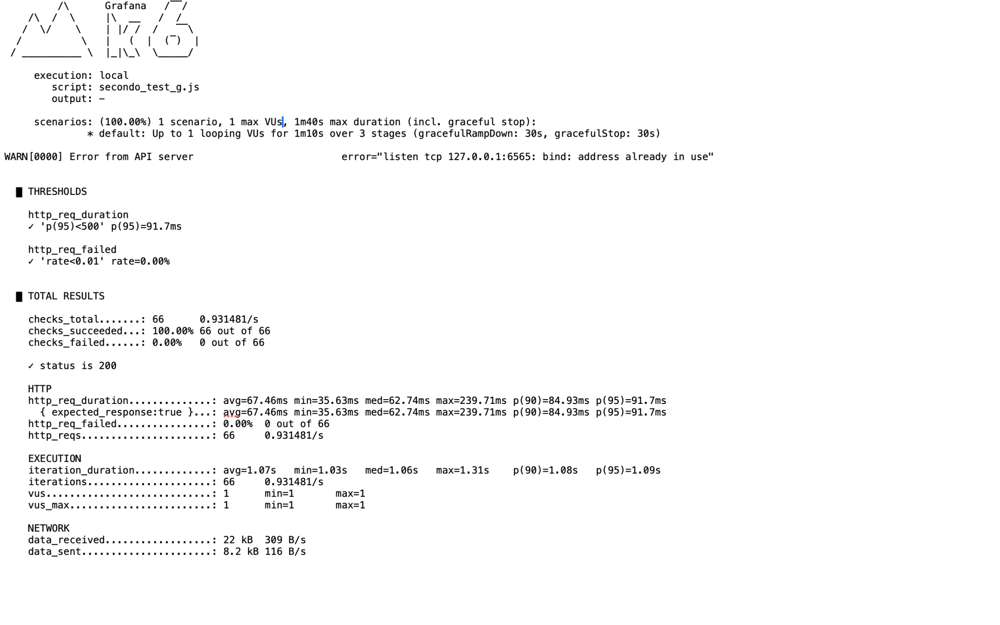 /\      Grafana   /‾‾/
    /\  /  \     |\  __   /  /
   /  \/    \    | |/ /  /   ‾‾\
  /          \   |   (  |  (‾)  |
 / __________ \  |_|\_\  \_____/

     execution: local
        script: secondo_test_g.js
        output: –

     scenarios: (100.00%) 1 scenario, 1 max VUs, 1m40s max duration (incl. graceful stop):
              * default: Up to 1 looping VUs for 1m10s over 3 stages (gracefulRampDown: 30s, gracefulStop: 30s)

WARN[0000] Error from API server                         error="listen tcp 127.0.0.1:6565: bind: address already in use"

  █ THRESHOLDS

    http_req_duration
    ✓ 'p(95)<500' p(95)=91.7ms

    http_req_failed
    ✓ 'rate<0.01' rate=0.00%

  █ TOTAL RESULTS

    checks_total.......: 66      0.931481/s
    checks_succeeded...: 100.00% 66 out of 66
    checks_failed......: 0.00%   0 out of 66

    ✓ status is 200

    HTTP
    http_req_duration..............: avg=67.46ms min=35.63ms med=62.74ms max=239.71ms p(90)=84.93ms p(95)=91.7ms
      { expected_response:true }...: avg=67.46ms min=35.63ms med=62.74ms max=239.71ms p(90)=84.93ms p(95)=91.7ms
    http_req_failed................: 0.00%  0 out of 66
    http_reqs......................: 66     0.931481/s

    EXECUTION
    iteration_duration.............: avg=1.07s   min=1.03s   med=1.06s   max=1.31s    p(90)=1.08s   p(95)=1.09s
    iterations.....................: 66     0.931481/s
    vus............................: 1      min=1       max=1
    vus_max........................: 1      min=1       max=1

    NETWORK
    data_received..................: 22 kB  309 B/s
    data_sent......................: 8.2 kB 116 B/s